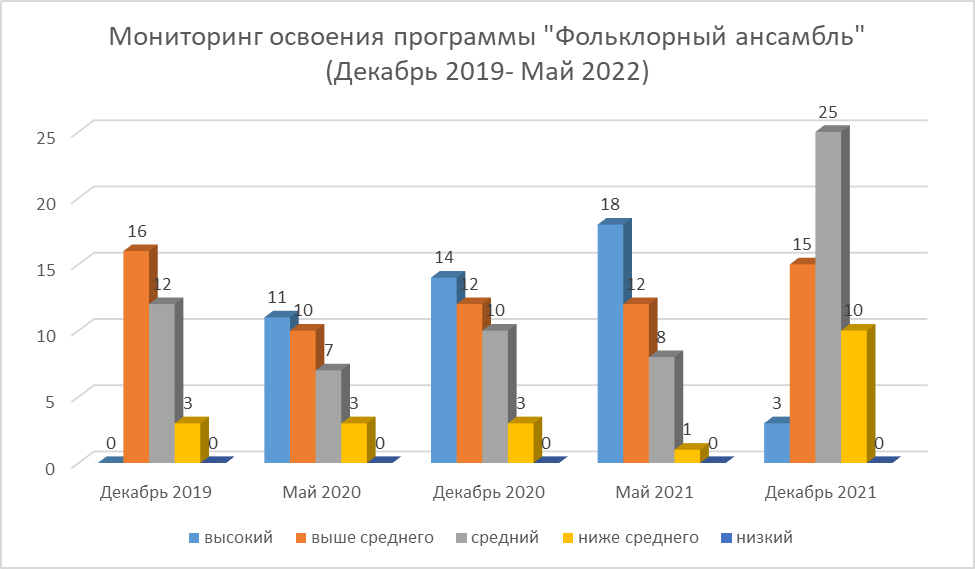 Мониторинг освоения программы "Фольклорный ансамбль"
(Декабрь 2019- Май 2022)
25
20
15
10
5
0
0
16
12
3
0
11
10
7
3
0
14
12
10
3
0
18
12
8
1
0
3
15
25
10
0
Декабрь 2019
Май 2020
Декабрь 2020
Май 2021
Декабрь 2021
высокий
выше среднего
средний
ниже среднего
низкий